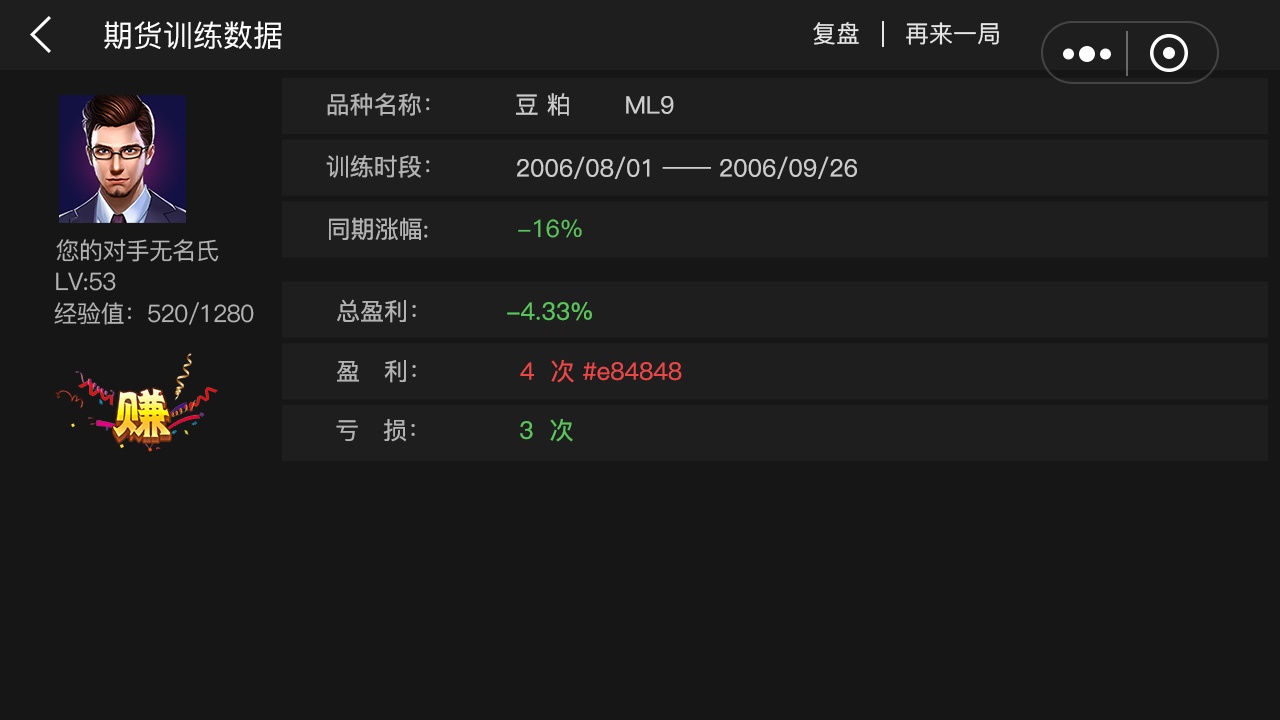 期货训练数据
复盘 | 再来一局
品种名称： 豆 粕 ML9
训练时段： 2006/08/01 —— 2006/09/26
同期涨幅: -16%
您的对手无名氏
LV:53
经验值：520/1280
总盈利： -4.33%
盈 利： 4 次 #e84848
亏 损： 3 次
赚